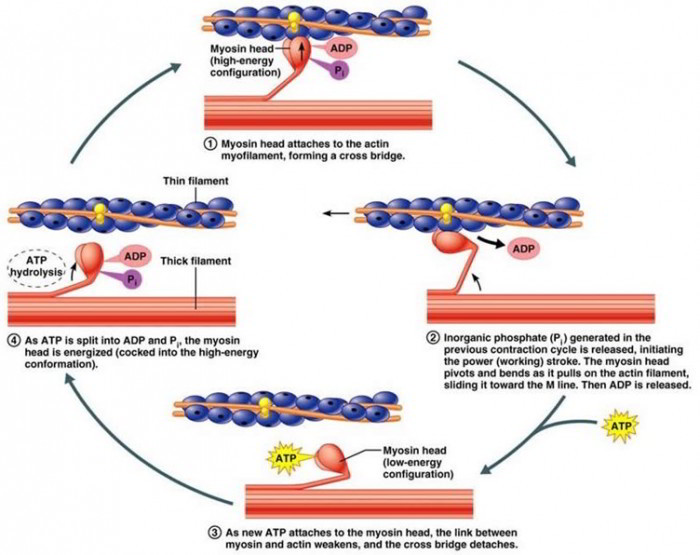 Myosin head
(high-energy
configuration)
ADP
Pi
① Myosin head attaches to the actin
myofilament, forming a cross bridge.
Thin filament
ATP
hydrolysis
ADP
Pi
Thick filament
④ As ATP is split into ADP and Pi, the myosin
head is energized (cocked into the high-energy
conformation).
ADP
② Inorganic phosphate (Pi) generated in the
previous contraction cycle is released, initiating
the power (working) stroke. The myosin head
pivots and bends as it pulls on the actin filament,
sliding it toward the M line. Then ADP is released.
ATP
ATP
Myosin head
(low-energy
configuration)
③ As new ATP attaches to the myosin head, the link between
myosin and actin weakens, and the cross bridge detaches.